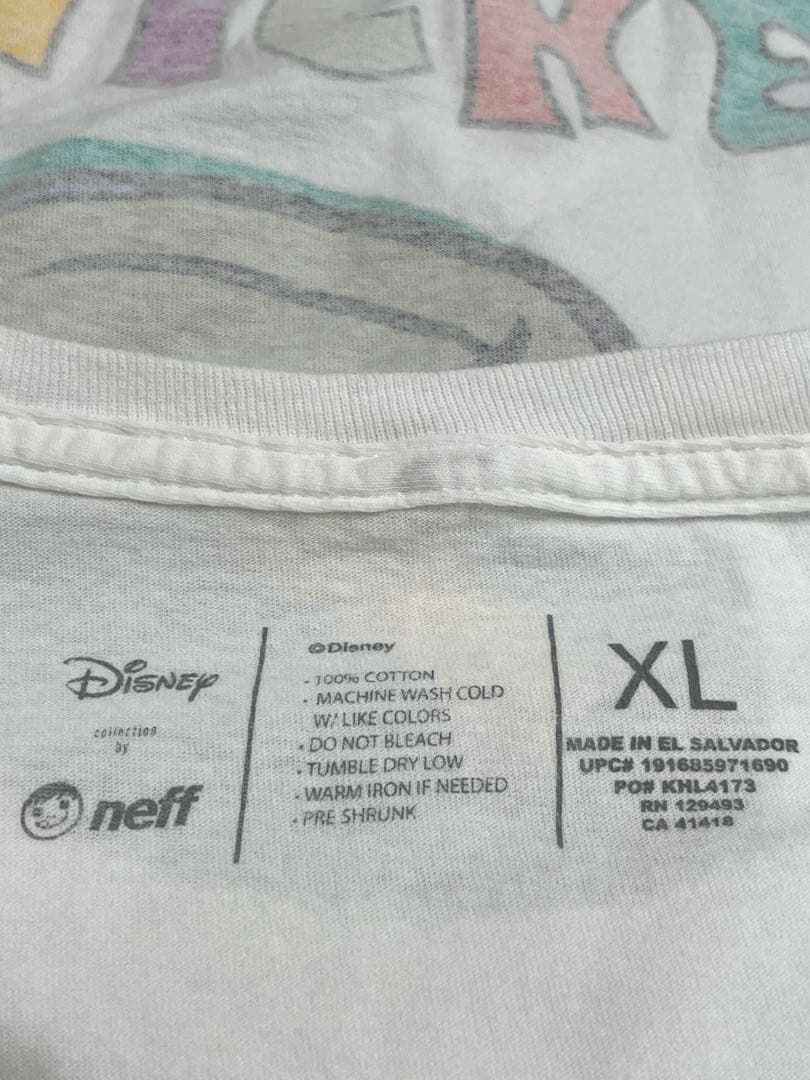 ICKE
Disney
collection
by
neff
©Disney
- 100% COTTON
- MACHINE WASH COLD
W/ LIKE COLORS
- DO NOT BLEACH
- TUMBLE DRY LOW
- WARM IRON IF NEEDED
- PRE SHRUNK
XL
MADE IN EL SALVADOR
UPC# 191685971690
PO# KHL4173
RN 129493
CA 41418